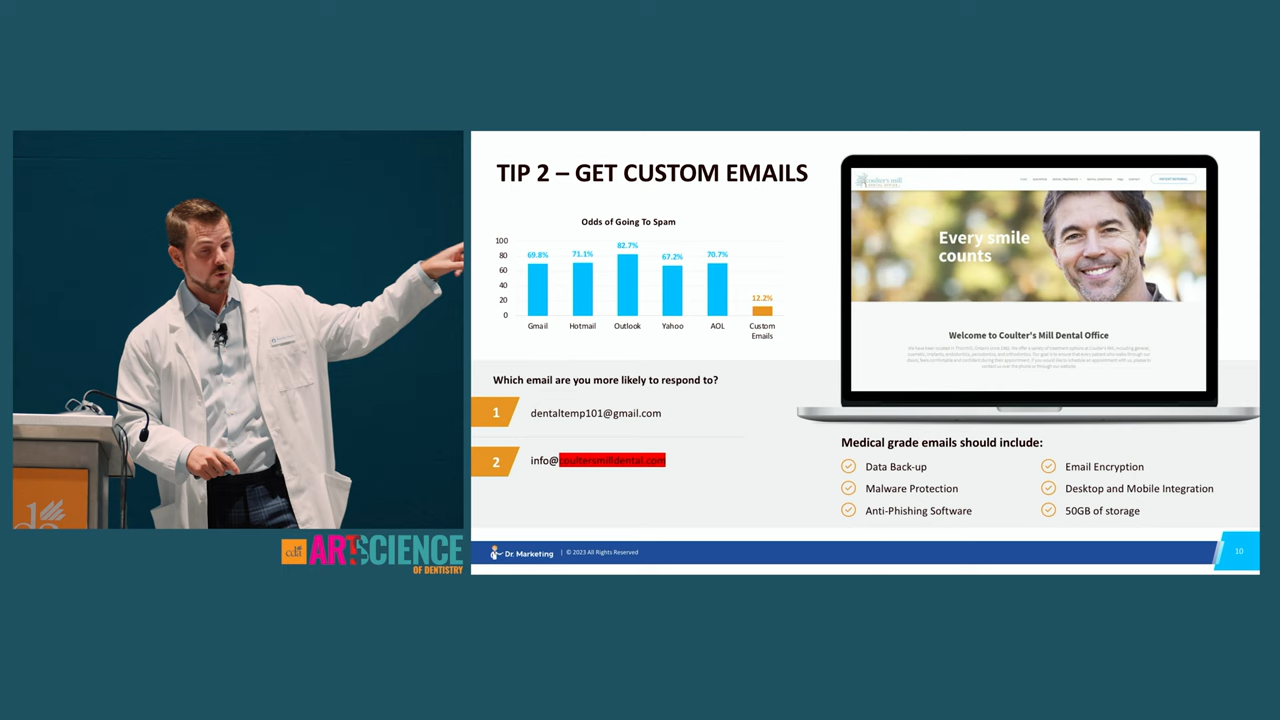 TIP 2 – GET CUSTOM EMAILS
Odds of Going To Spam
100
80
60
40
20
0
69.8%
71.1%
82.7%
67.2%
70.7%
12.2%
Gmail
Hotmail
Outlook
Yahoo
AOL
Custom
Emails
Which email are you more likely to respond to?
1
dentaltemp101@gmail.com
2
info@coultersmilldental.com
coulter's mill
Every smile
counts
Welcome to Coulter's Mill Dental Office
Medical grade emails should include:
Data Back-up
Email Encryption
Malware Protection
Desktop and Mobile Integration
Anti-Phishing Software
50GB of storage
cda
ART
SCIENCE
OF DENTISTRY
Dr. Marketing
| © 2023 All Rights Reserved
10